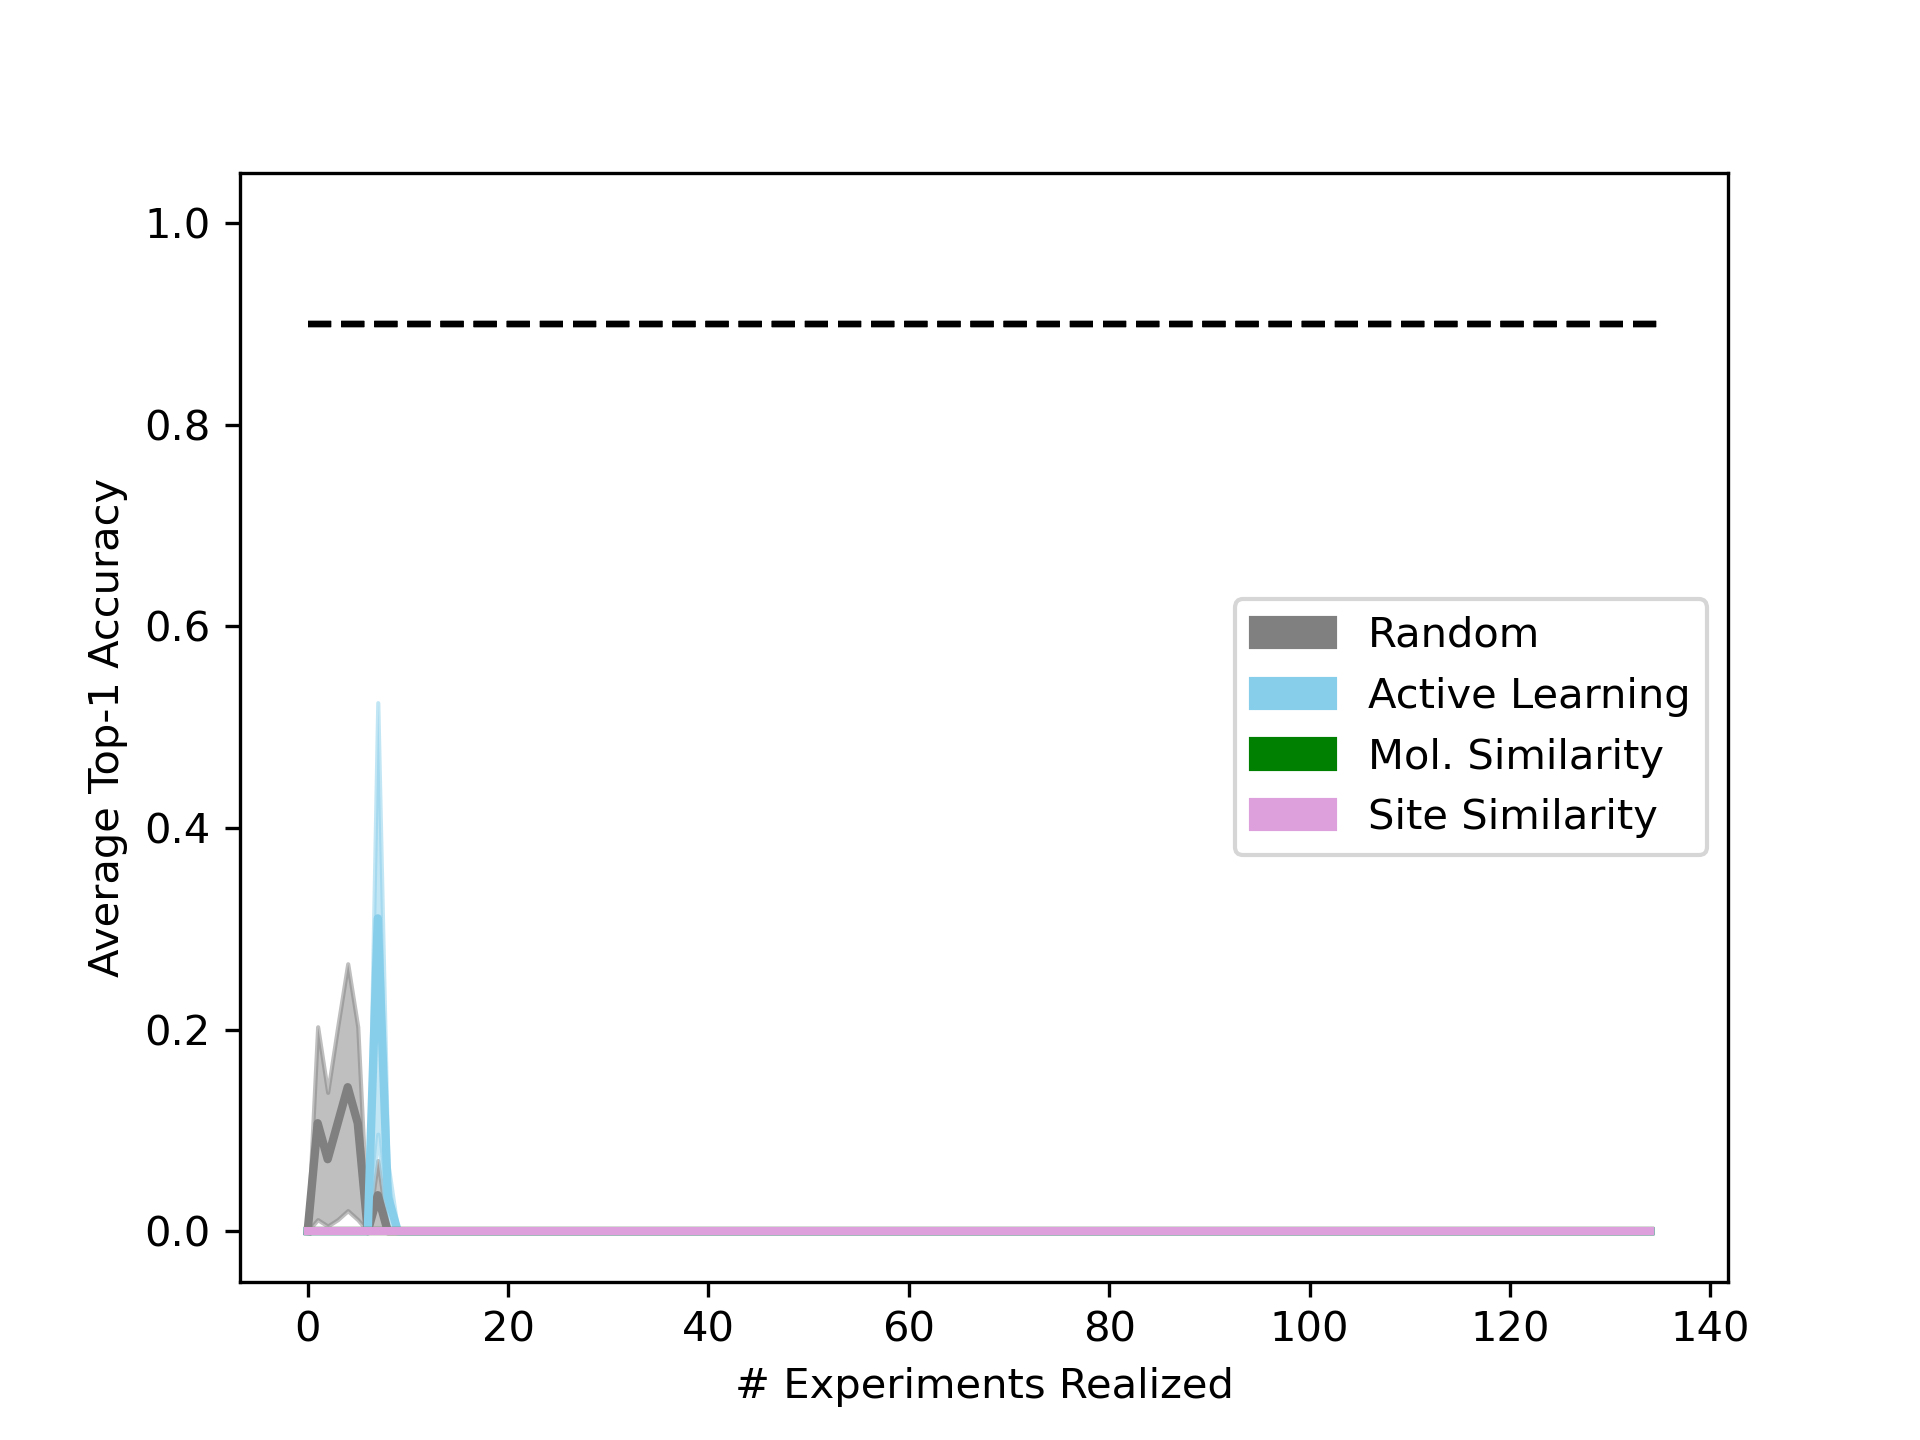 1.0
0.8
0.6
0.4
0.2
0.0
Average Top-1 Accuracy
Random
Active Learning
Mol. Similarity
Site Similarity
0 20 40 60 80 100 120 140
# Experiments Realized